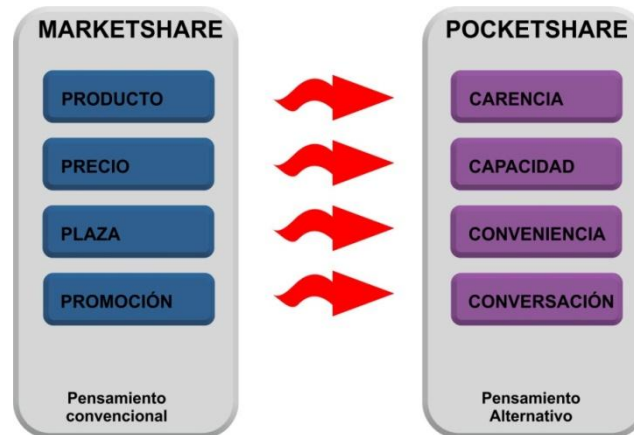 MARKETSHARE
PRODUCTO
PRECIO
PLAZA
PROMOCIÓN
Pensamiento
convencional
POCKETSHARE
CARENCIA
CAPACIDAD
CONVENIENCIA
CONVERSACIÓN
Pensamiento
Alternativo